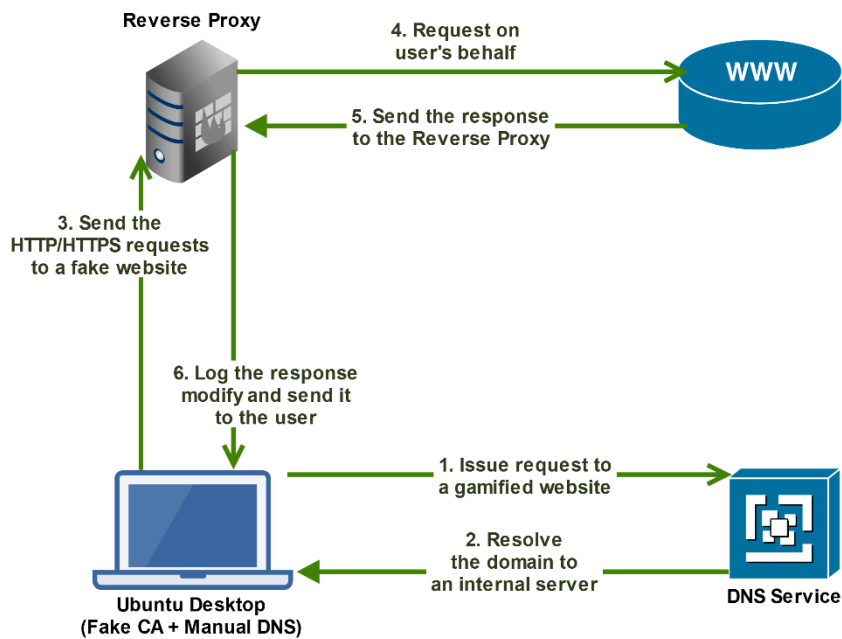 Reverse Proxy
4. Request on
user's behalf
WWW
5. Send the response
to the Reverse Proxy
3. Send the
HTTP/HTTPS requests
to a fake website
6. Log the response
modify and send it
to the user
1. Issue request to
a gamified website
2. Resolve
the domain to
an internal server
DNS Service
Ubuntu Desktop
(Fake CA + Manual DNS)